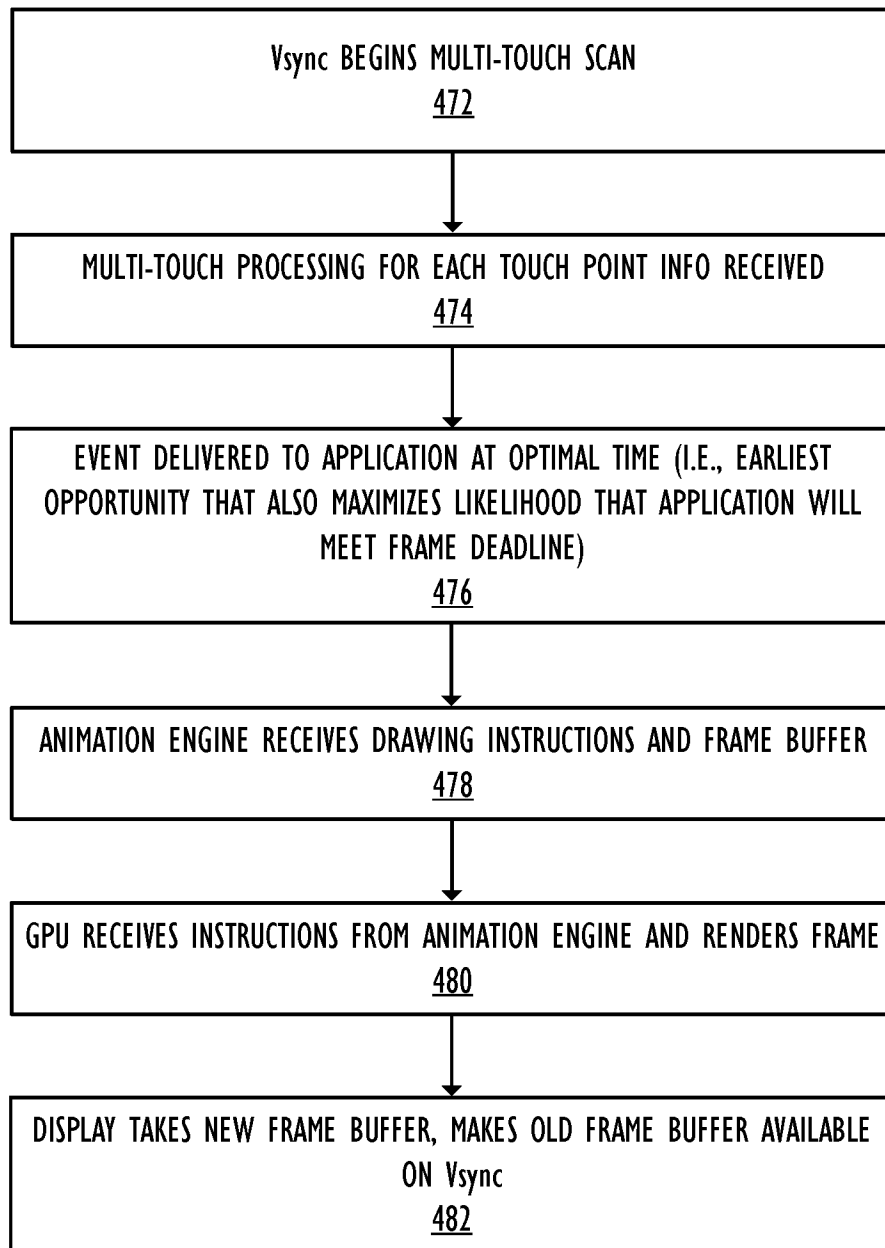 Vsync BEGINS MULTI-TOUCH SCAN
472
MULTI-TOUCH PROCESSING FOR EACH TOUCH POINT INFO RECEIVED
474
EVENT DELIVERED TO APPLICATION AT OPTIMAL TIME (I.E., EARLIEST
OPPORTUNITY THAT ALSO MAXIMIZES LIKELIHOOD THAT APPLICATION WILL
MEET FRAME DEADLINE)
476
ANIMATION ENGINE RECEIVES DRAWING INSTRUCTIONS AND FRAME BUFFER
478
GPU RECEIVES INSTRUCTIONS FROM ANIMATION ENGINE AND RENDERS FRAME
480
DISPLAY TAKES NEW FRAME BUFFER, MAKES OLD FRAME BUFFER AVAILABLE
ON Vsync
482